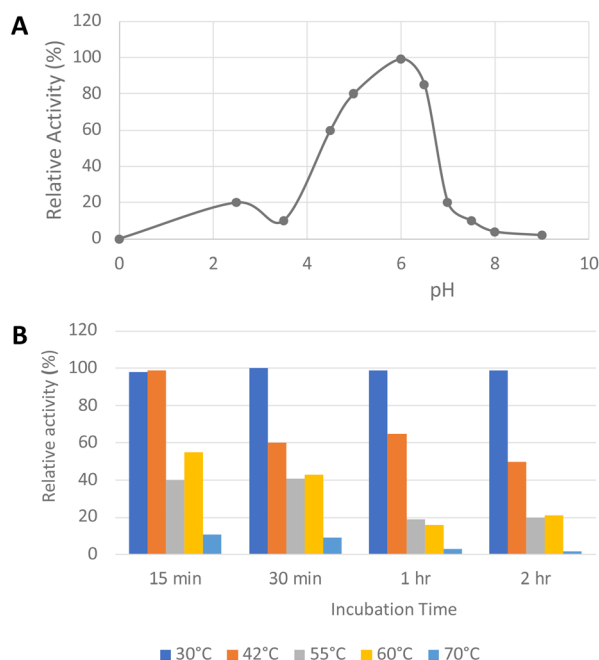 A
Relative Activity (%)
120
100
80
60
40
20
0
0 2 4 6 8 10
pH
B
Relative activity (%)
120
100
80
60
40
20
0
15 min 30 min 1 hr 2 hr
Incubation Time
30°C 42°C 55°C 60°C 70°C